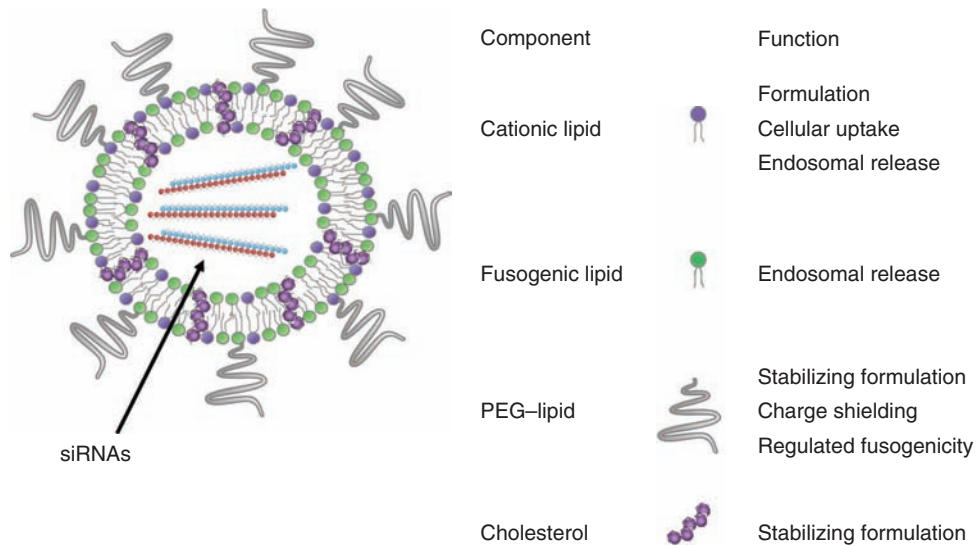 Component Function
Formulation
Cationic lipid Cellular uptake
Endosomal release
Fusogenic lipid Endosomal release
Stabilizing formulation
PEG–lipid Charge shielding
Regulated fusogenicity
siRNAs
Cholesterol Stabilizing formulation